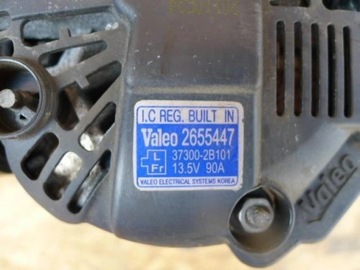 I.C REG. BUILT IN
Valeo 2655447
L 37300-2B101
Fr 13.5V 90A
VALEO ELECTRICAL SYSTEMS KOREA
Valeo